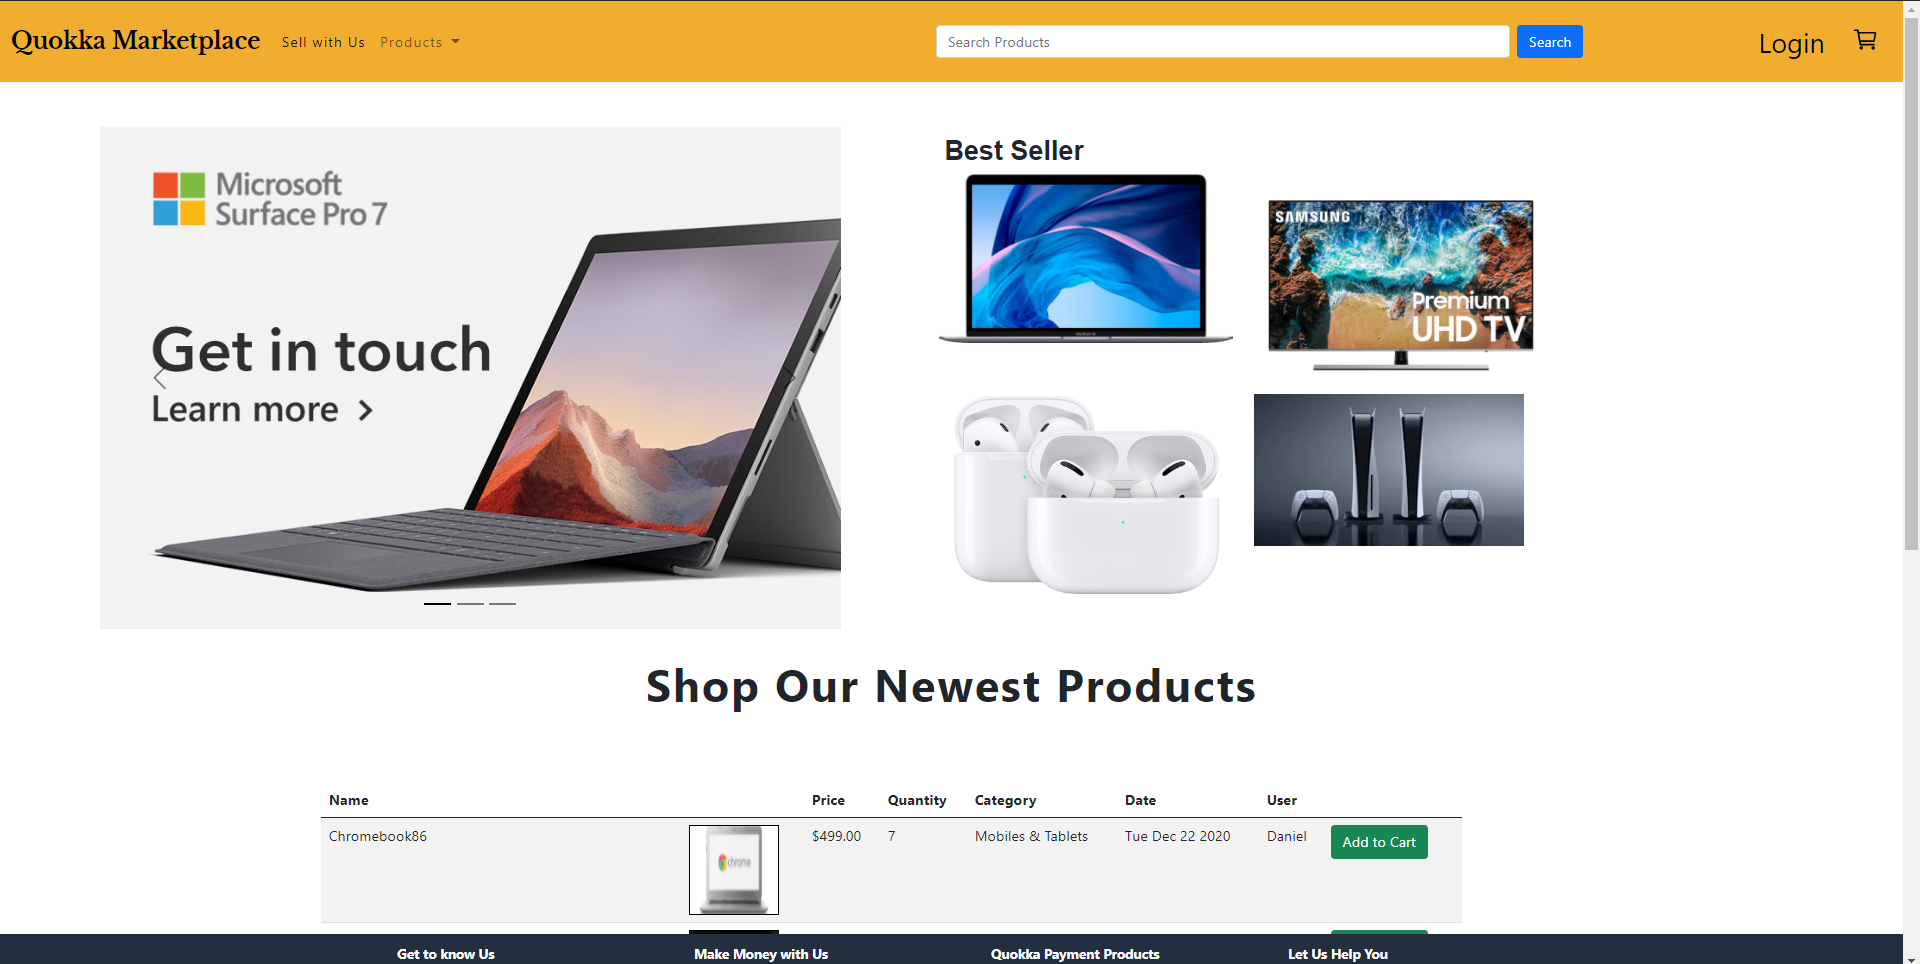 Quokka Marketplace
Sell with Us
Products
Search Products
Search
Login
Microsoft
Surface Pro 7
Get in touch
Learn more
Best Seller
SAMSUNG
Premium
UHD TV
Shop Our Newest Products
Name Price Quantity Category Date User
Chromebook86 $499.00 7 Mobiles & Tablets Tue Dec 22 2020 Daniel Add to Cart
chrome
Get to know Us
Make Money with Us
Quokka Payment Products
Let Us Help You